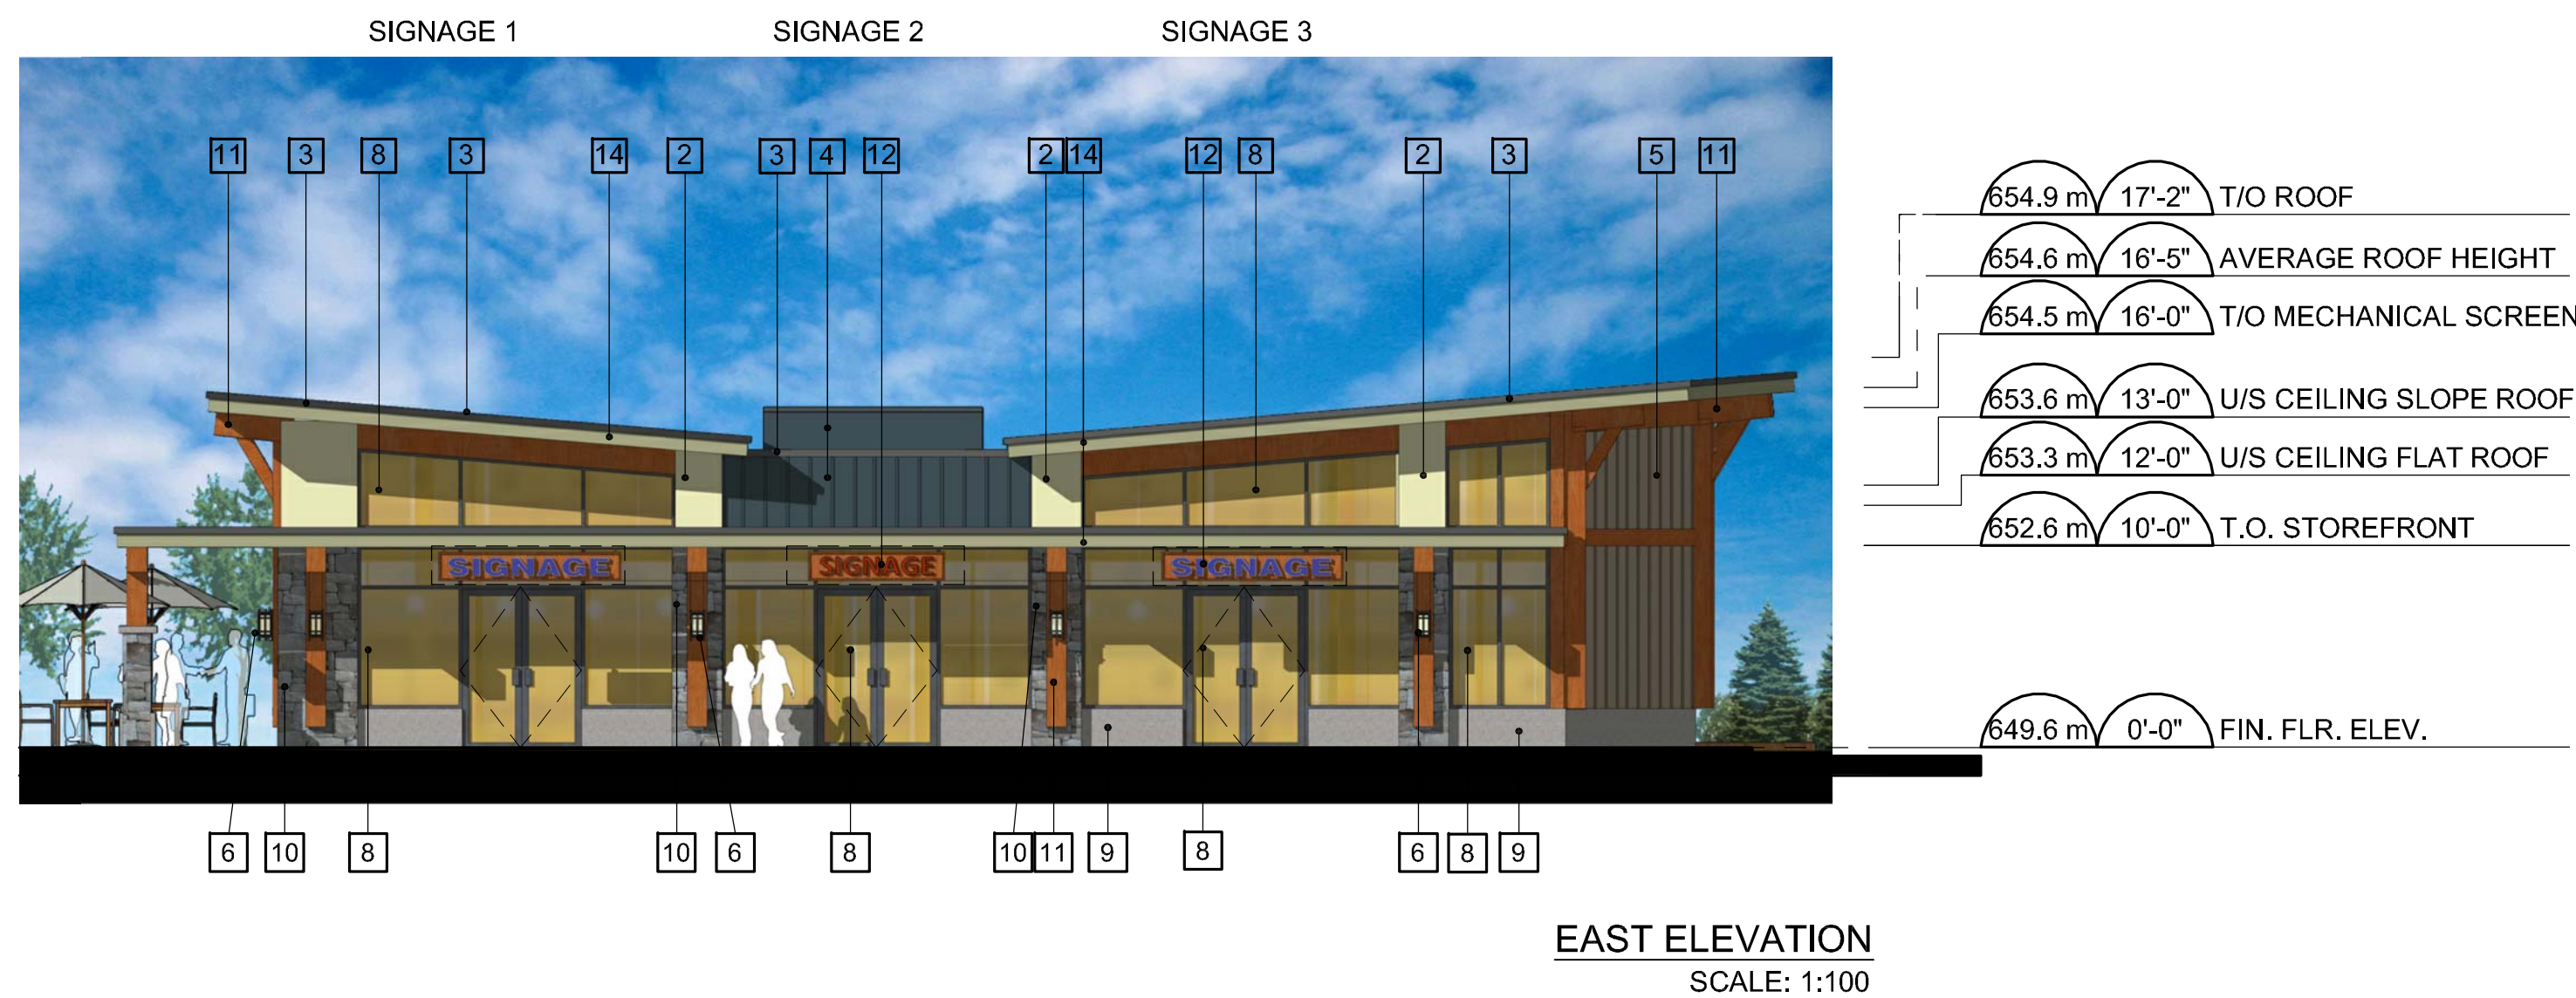 SIGNAGE 1 SIGNAGE 2 SIGNAGE 3
11 3 8 3 14 2 3 4 12 2 14 12 8 2 3 5 11
654.9 m 17'-2" T/O ROOF
654.6 m 16'-5" AVERAGE ROOF HEIGHT
654.5 m 16'-0" T/O MECHANICAL SCREEN
653.6 m 13'-0" U/S CEILING SLOPE ROOF
653.3 m 12'-0" U/S CEILING FLAT ROOF
652.6 m 10'-0" T.O. STOREFRONT
SIGNAGE SIGNAGE SIGNAGE
649.6 m 0'-0" FIN. FLR. ELEV.
6 10 8 10 6 8 10 11 9 8 6 8 9
EAST ELEVATION
SCALE: 1:100